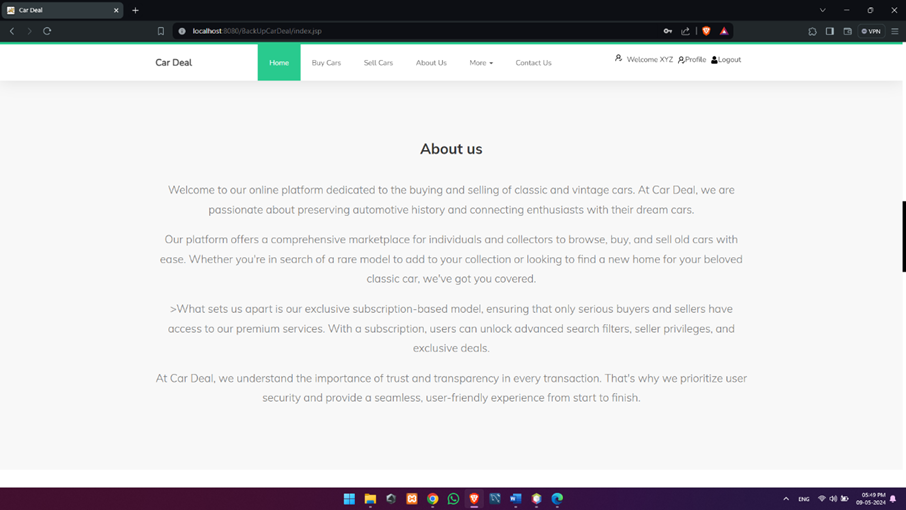 Car Deal
localhost:8080/BackUpCarDeal/index.jsp
VPN
Car Deal
Home
Buy Cars
Sell Cars
About Us
More
Contact Us
Welcome XYZ
Profile
Logout
About us
Welcome to our online platform dedicated to the buying and selling of classic and vintage cars. At Car Deal, we are
passionate about preserving automotive history and connecting enthusiasts with their dream cars.
Our platform offers a comprehensive marketplace for individuals and collectors to browse, buy, and sell old cars with
ease. Whether you're in search of a rare model to add to your collection or looking to find a new home for your beloved
classic car, we've got you covered.
>What sets us apart is our exclusive subscription-based model, ensuring that only serious buyers and sellers have
access to our premium services. With a subscription, users can unlock advanced search filters, seller privileges, and
exclusive deals.
At Car Deal, we understand the importance of trust and transparency in every transaction. That's why we prioritize user
security and provide a seamless, user-friendly experience from start to finish.
ENG
05:49 PM
09-05-2024